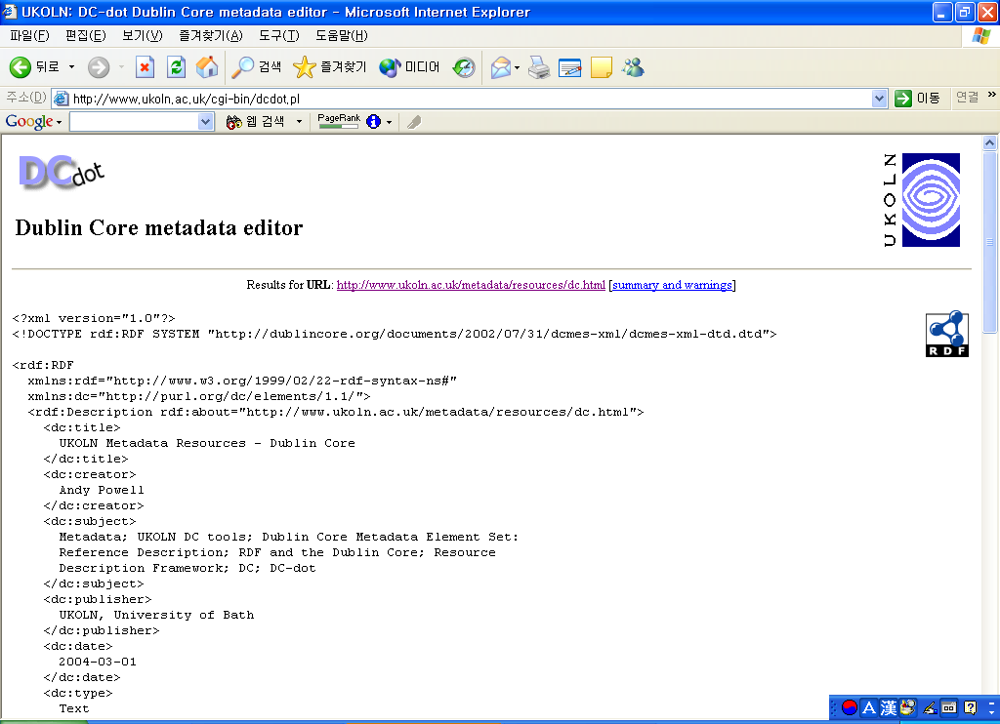 UKOLN: DC-dot Dublin Core metadata editor - Microsoft Internet Explorer
파일(F) 편집(E) 보기(V) 즐겨찾기(A) 도구(T) 도움말(H)
뒤로 검색 즐겨찾기 미디어
주소(D) http://www.ukoln.ac.uk/cgi-bin/dcdot.pl 이동 연결 »
Google 웹 검색 PageRank
DCdot
UKOLN
Dublin Core metadata editor
Results for URL: http://www.ukoln.ac.uk/metadata/resources/dc.html [summary and warnings]
<?xml version="1.0"?>
<!DOCTYPE rdf:RDF SYSTEM "http://dublincore.org/documents/2002/07/31/dcmes-xml/dcmes-xml-dtd.dtd">
RDF
<rdf:RDF
xmlns:rdf="http://www.w3.org/1999/02/22-rdf-syntax-ns#"
xmlns:dc="http://purl.org/dc/elements/1.1/">
<rdf:Description rdf:about="http://www.ukoln.ac.uk/metadata/resources/dc.html">
<dc:title>
UKOLN Metadata Resources - Dublin Core
</dc:title>
<dc:creator>
Andy Powell
</dc:creator>
<dc:subject>
Metadata; UKOLN DC tools; Dublin Core Metadata Element Set:
Reference Description; RDF and the Dublin Core; Resource
Description Framework; DC; DC-dot
</dc:subject>
<dc:publisher>
UKOLN, University of Bath
</dc:publisher>
<dc:date>
2004-03-01
</dc:date>
<dc:type>
Text
A 漢